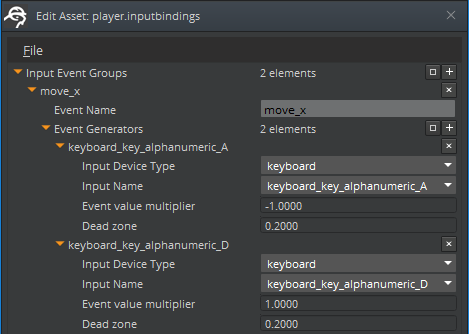 Edit Asset: player.inputbindings
File
Input Event Groups 2 elements
move_x
Event Name move_x
Event Generators 2 elements
keyboard_key_alphanumeric_A
Input Device Type keyboard
Input Name keyboard_key_alphanumeric_A
Event value multiplier -1.0000
Dead zone 0.2000
keyboard_key_alphanumeric_D
Input Device Type keyboard
Input Name keyboard_key_alphanumeric_D
Event value multiplier 1.0000
Dead zone 0.2000